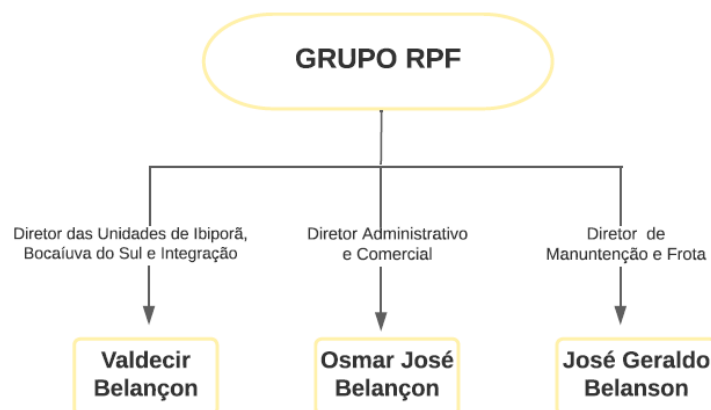 GRUPO RPF
Diretor das Unidades de Ibiporã,
Bocaíuva do Sul e Integração
Diretor Administrativo
e Comercial
Diretor de
Manuntenção e Frota
Valdecir
Belançon
Osmar José
Belançon
José Geraldo
Belanson